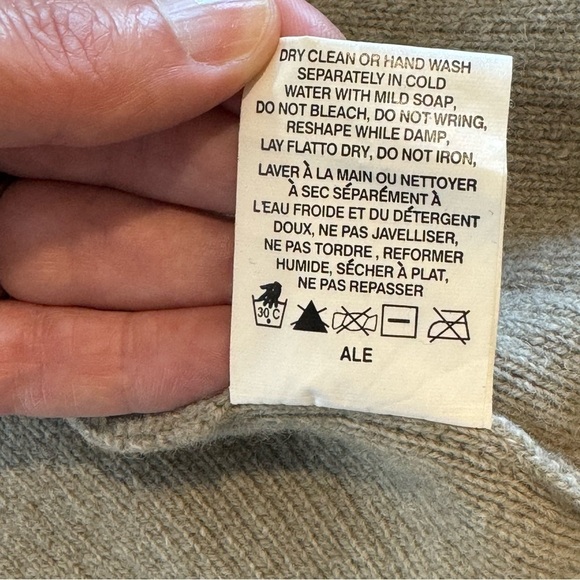 DRY CLEAN OR HAND WASH
SEPARATELY IN COLD
WATER WITH MILD SOAP,
DO NOT BLEACH, DO NOT WRING,
RESHAPE WHILE DAMP,
LAY FLATTO DRY, DO NOT IRON,
LAVER À LA MAIN OU NETTOYER
À SEC SÉPARÉMENT À
L'EAU FROIDE ET DU DÉTERGENT
DOUX, NE PAS JAVELLISER,
NE PAS TORDRE , REFORMER
HUMIDE, SÉCHER À PLAT,
NE PAS REPASSER
30 C
ALE